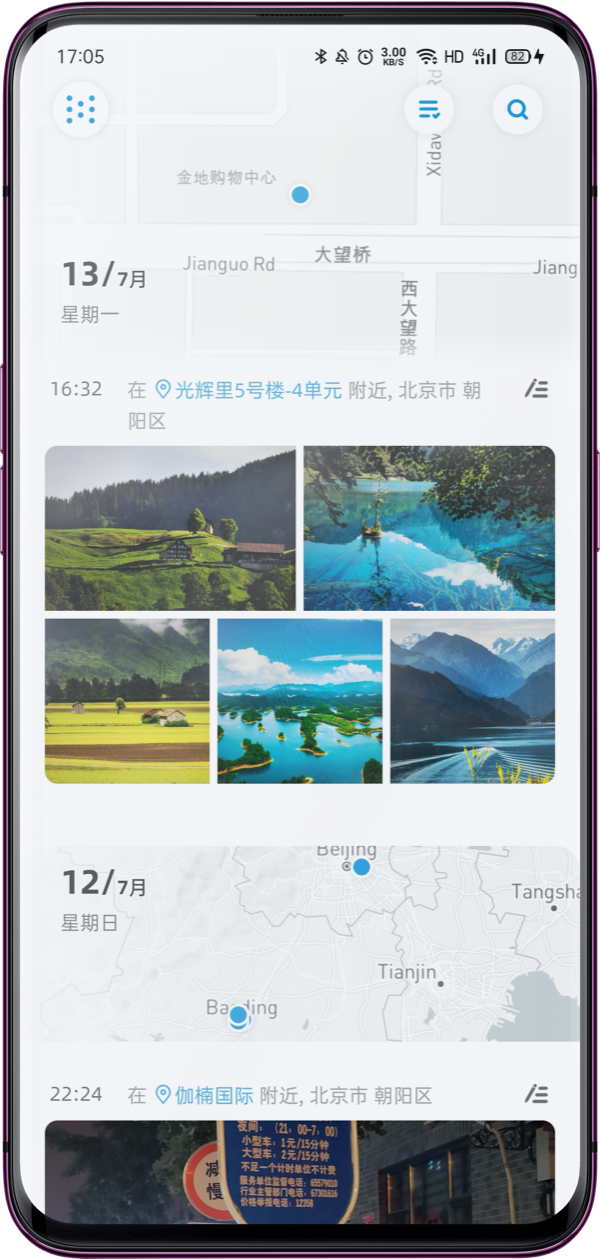 17:05
3.00 KB/S HD 4G 82
Xidaw Rd
金地购物中心
大望桥
Jianguo Rd
Jiang
13/7月
西大望路
星期一
16:32 在 光辉里5号楼-4单元 附近, 北京市 朝
阳区
Beijing
12/7月
Tangsha
星期日
Tianjin
Baoding
22:24 在 伽楠国际 附近, 北京市 朝阳区
夜间: (21: 00-7: 00)
小型车: 1元/15分钟
大型车: 2元/15分钟
不足一个计时单位不计费
减
慢
服务单位监督电话: 65579010
行业主管部门电话: 67301616
价格举报电话: 12358